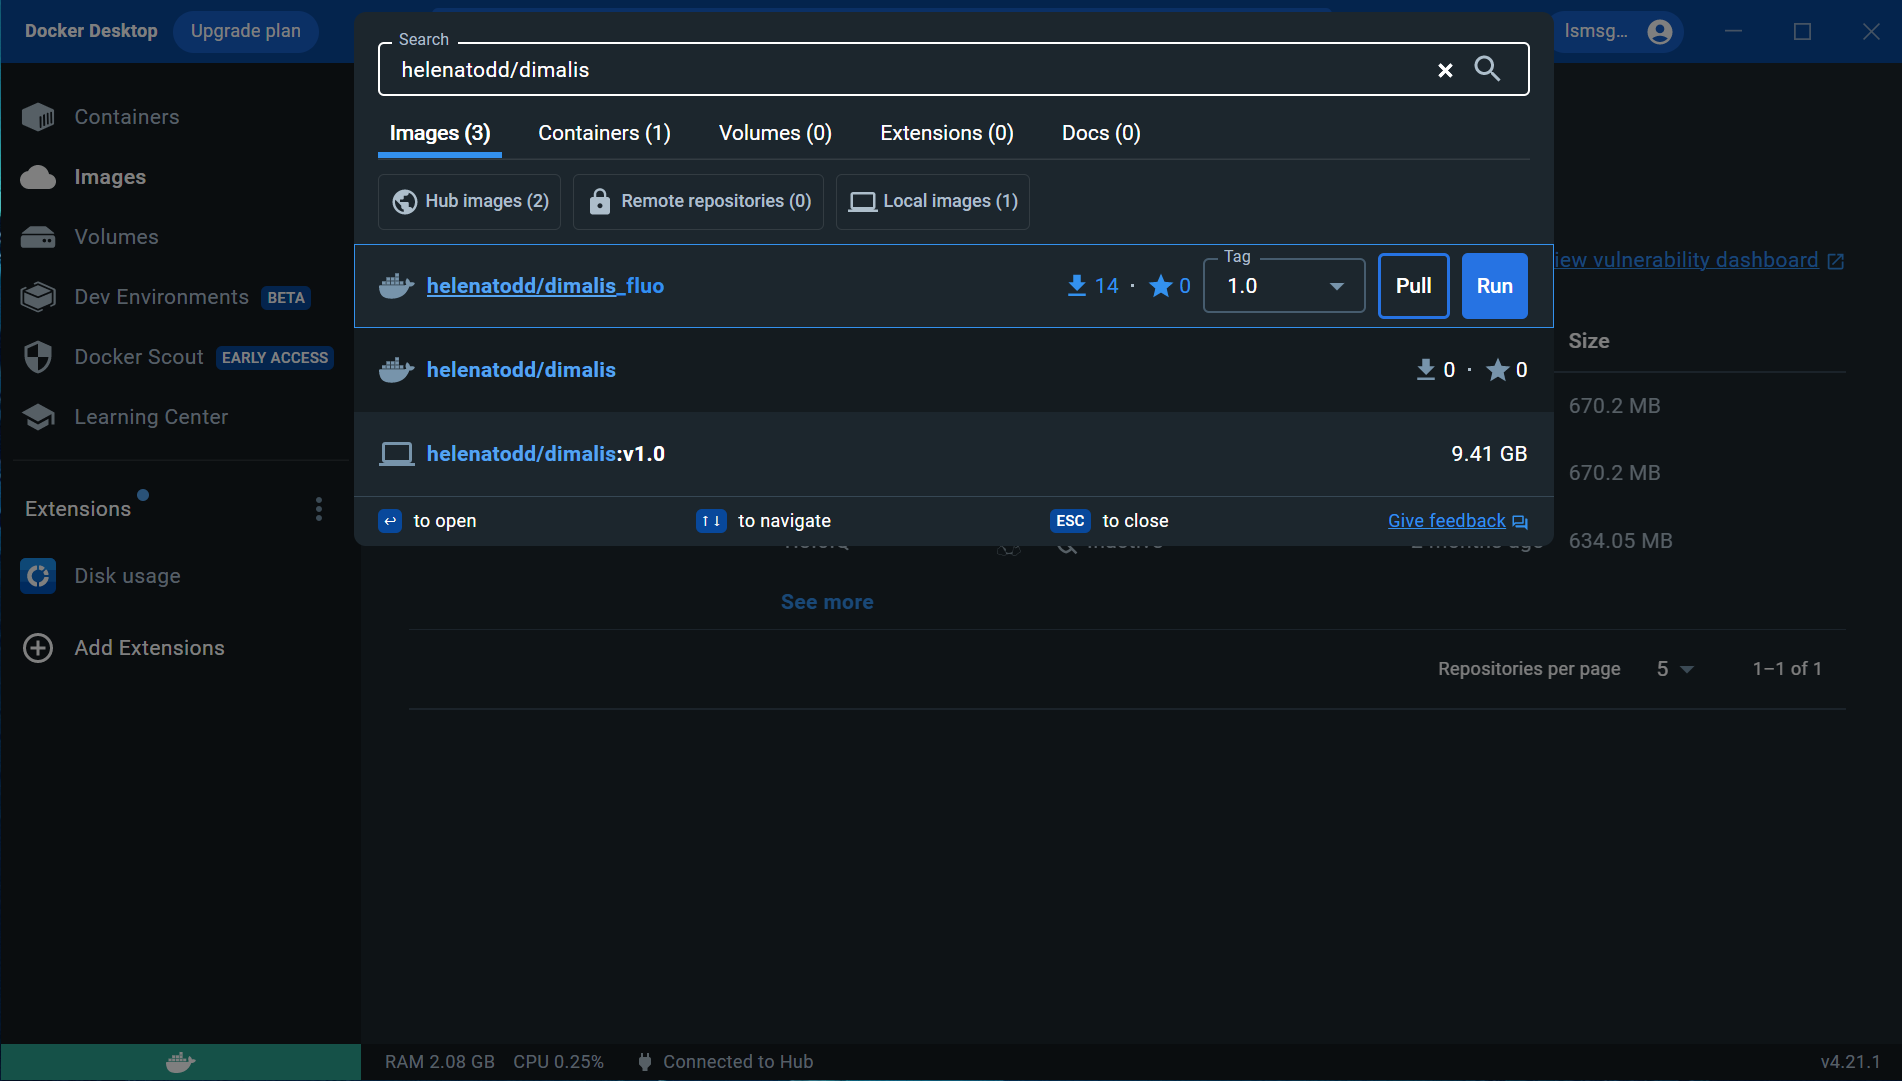 Docker Desktop
Upgrade plan
lsmsg...
Search
helenatodd/dimalis
Images (3)
Containers (1)
Volumes (0)
Extensions (0)
Docs (0)
Hub images (2)
Remote repositories (0)
Local images (1)
helenatodd/dimalis_fluo
14 · 0
Tag
1.0
Pull
Run
helenatodd/dimalis
0 · 0
helenatodd/dimalis:v1.0
9.41 GB
↩ to open
↑↓ to navigate
ESC to close
Give feedback
Containers
Images
Volumes
Dev Environments BETA
Docker Scout EARLY ACCESS
Learning Center
Extensions
Disk usage
Add Extensions
vulnerability dashboard
Size
670.2 MB
670.2 MB
634.05 MB
See more
Repositories per page 5 1–1 of 1
RAM 2.08 GB CPU 0.25% Connected to Hub
v4.21.1